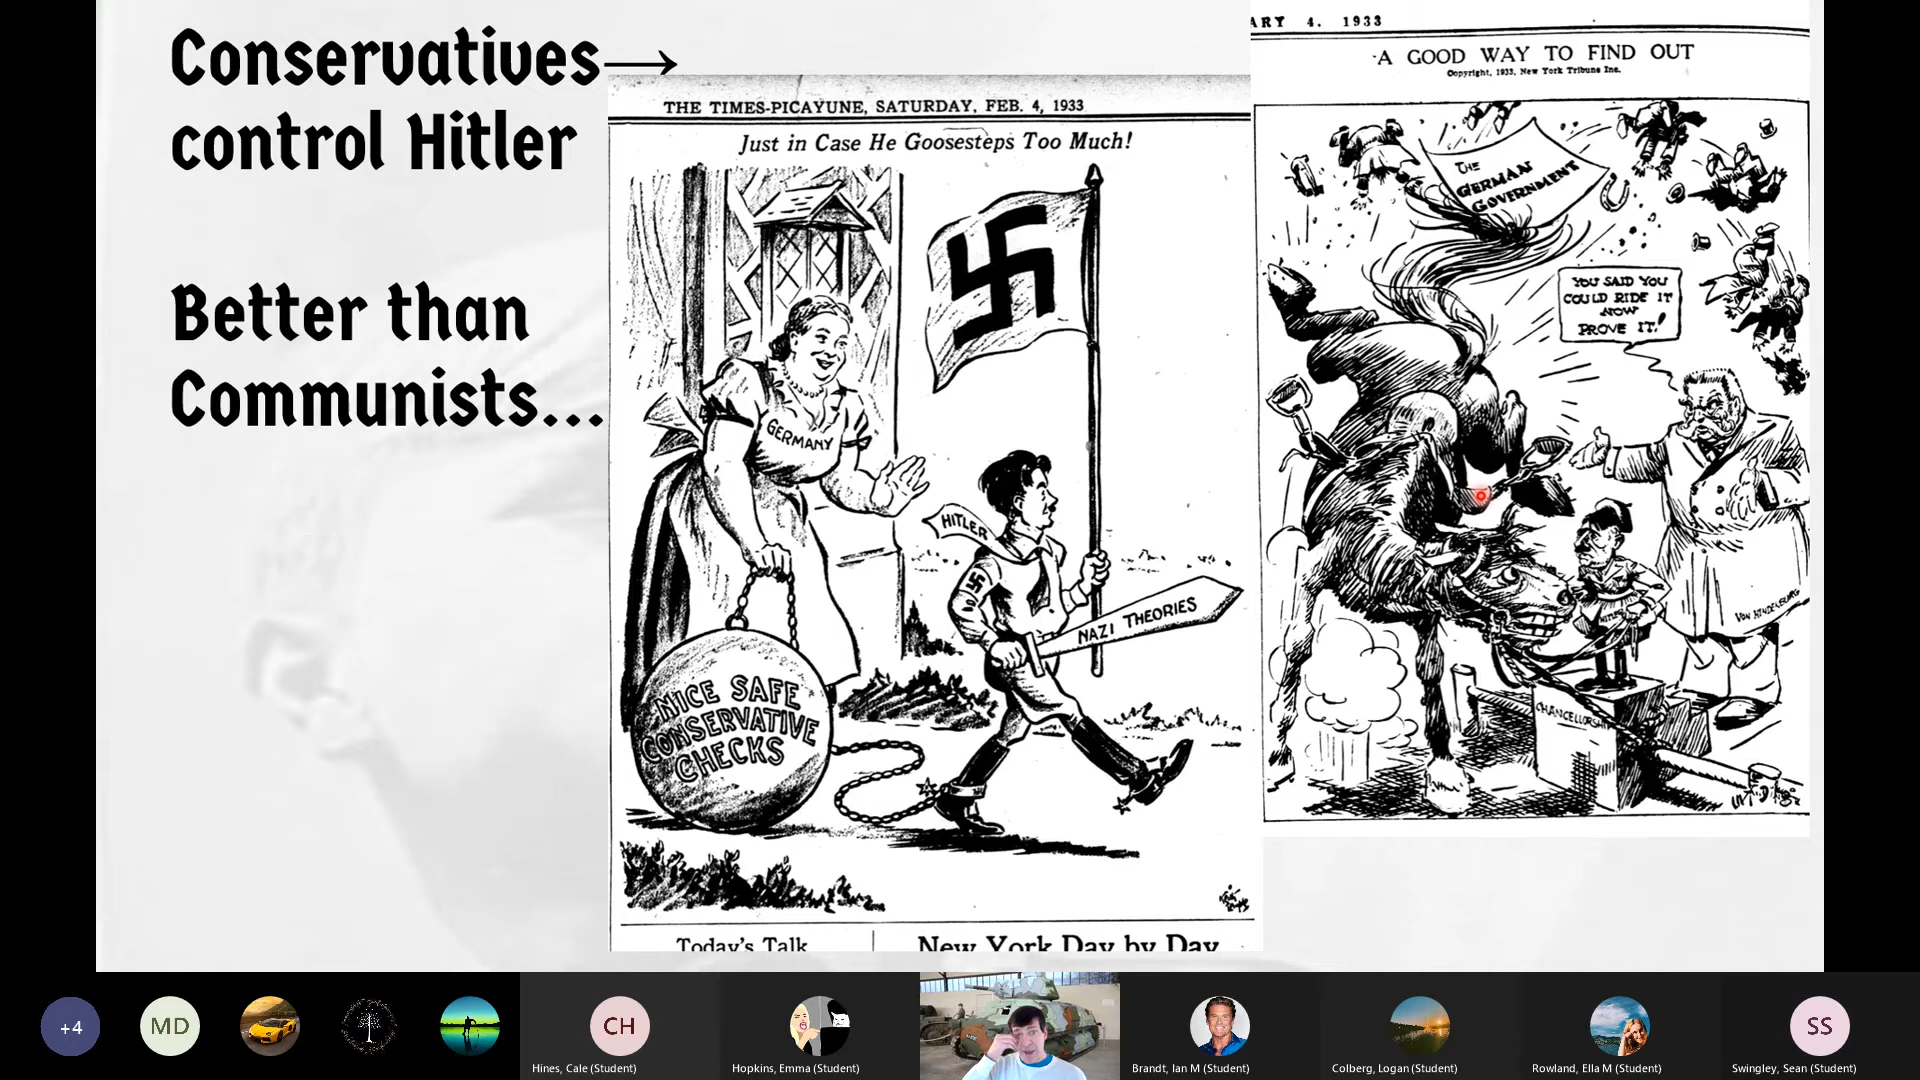 Conservatives→
control Hitler
Better than
Communists...
THE TIMES-PICAYUNE, SATURDAY, FEB. 4, 1933
Just in Case He Goosesteps Too Much!
GERMANY
HITLER
NAZI THEORIES
NICE SAFE
CONSERVATIVE
CHECKS
Today's Talk
New York Day by Day
ARY 4, 1933
A GOOD WAY TO FIND OUT
Copyright, 1933, New York Tribune Inc.
THE
GERMAN
GOVERNMENT
YOU SAID YOU
COULD RIDE IT
NOW
PROVE IT!
HITLER
VON HINDENBURG
CHANCELLORSHIP
+4
MD
CH
SS
Hines, Cale (Student)
Hopkins, Emma (Student)
Brandt, Ian M (Student)
Colberg, Logan (Student)
Rowland, Ella M (Student)
Swingley, Sean (Student)